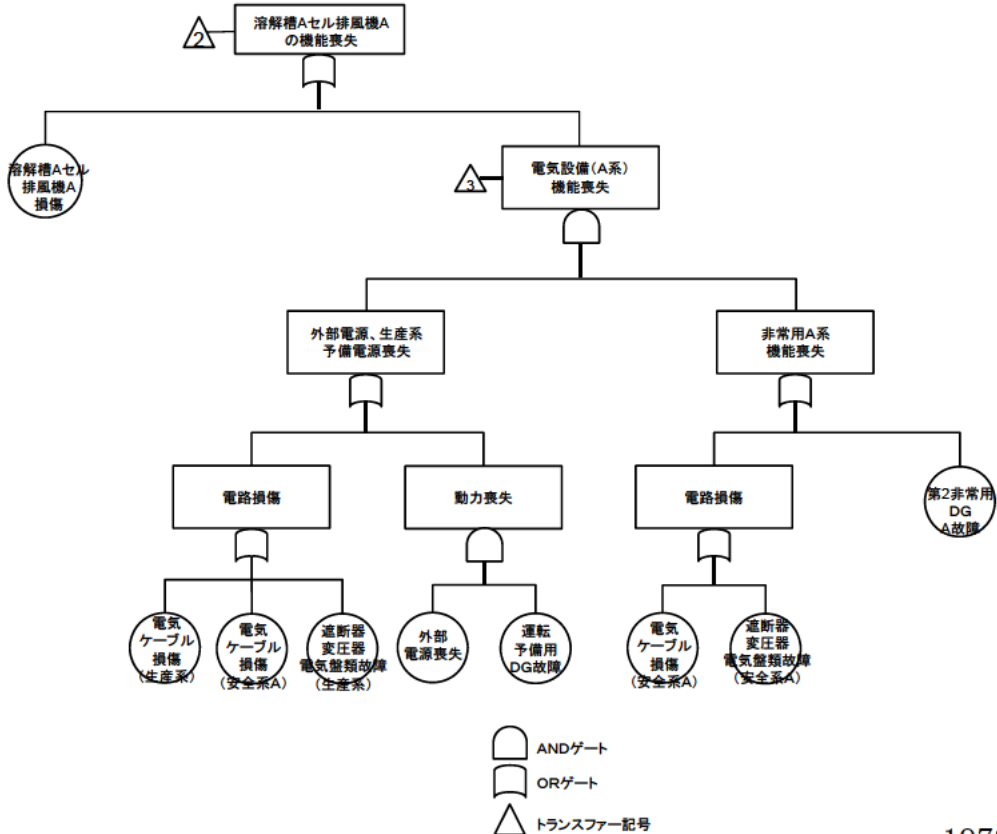 溶解槽Aセル排風機A
の機能喪失
2
溶解槽Aセル
排風機A
損傷
電気設備(A系)
機能喪失
3
外部電源、生産系
予備電源喪失
非常用A系
機能喪失
電路損傷
動力喪失
電路損傷
第2非常用
DG
A故障
電気
ケーブル
損傷
(生産系)
電気
ケーブル
損傷
(安全系A)
遮断器
変圧器
電気盤類故障
(生産系)
外部
電源喪失
運転
予備用
DG故障
電気
ケーブル
損傷
(安全系A)
遮断器
変圧器
電気盤類故障
(安全系A)
ANDゲート
ORゲート
トランスファー記号